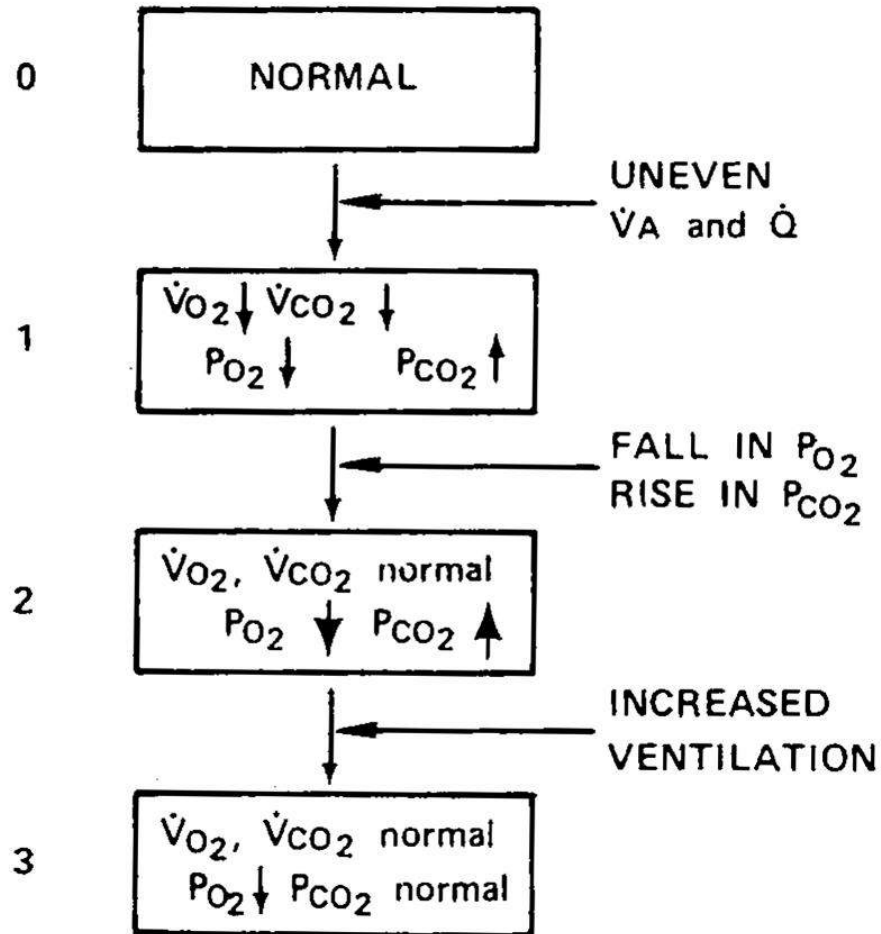 0
NORMAL
UNEVEN
V̇A and Q̇
1
V̇O₂↓ V̇CO₂ ↓
PO₂↓ PCO₂↑
FALL IN PO₂
RISE IN PCO₂
2
V̇O₂, V̇CO₂ normal
PO₂ ↓ PCO₂ ↑
INCREASED
VENTILATION
3
V̇O₂, V̇CO₂ normal
PO₂↓ PCO₂ normal